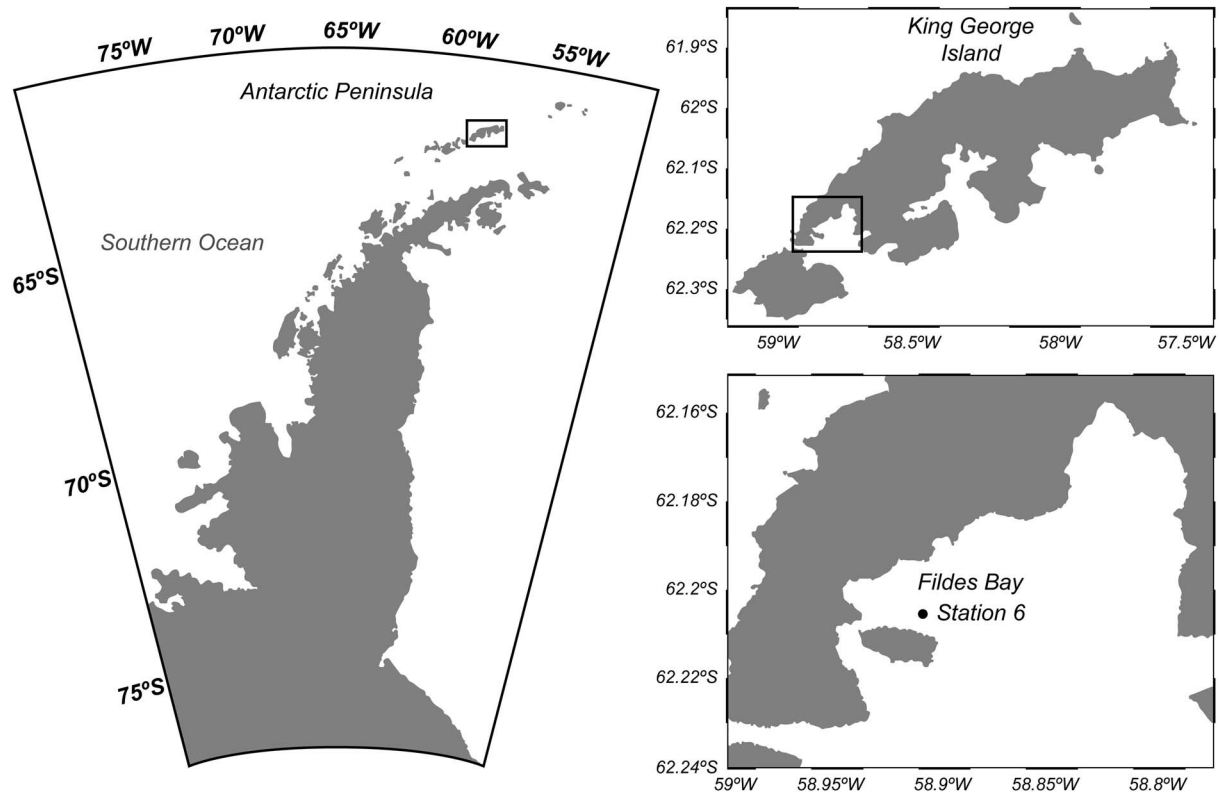 75ºW
70ºW
65ºW
60ºW
55ºW
Antarctic Peninsula
Southern Ocean
65ºS
70ºS
75ºS
King George
Island
61.9ºS
62ºS
62.1ºS
62.2ºS
62.3ºS
59ºW
58.5ºW
58ºW
57.5ºW
62.16ºS
62.18ºS
62.2ºS
62.22ºS
62.24ºS
Fildes Bay
Station 6
59ºW
58.95ºW
58.9ºW
58.85ºW
58.8ºW